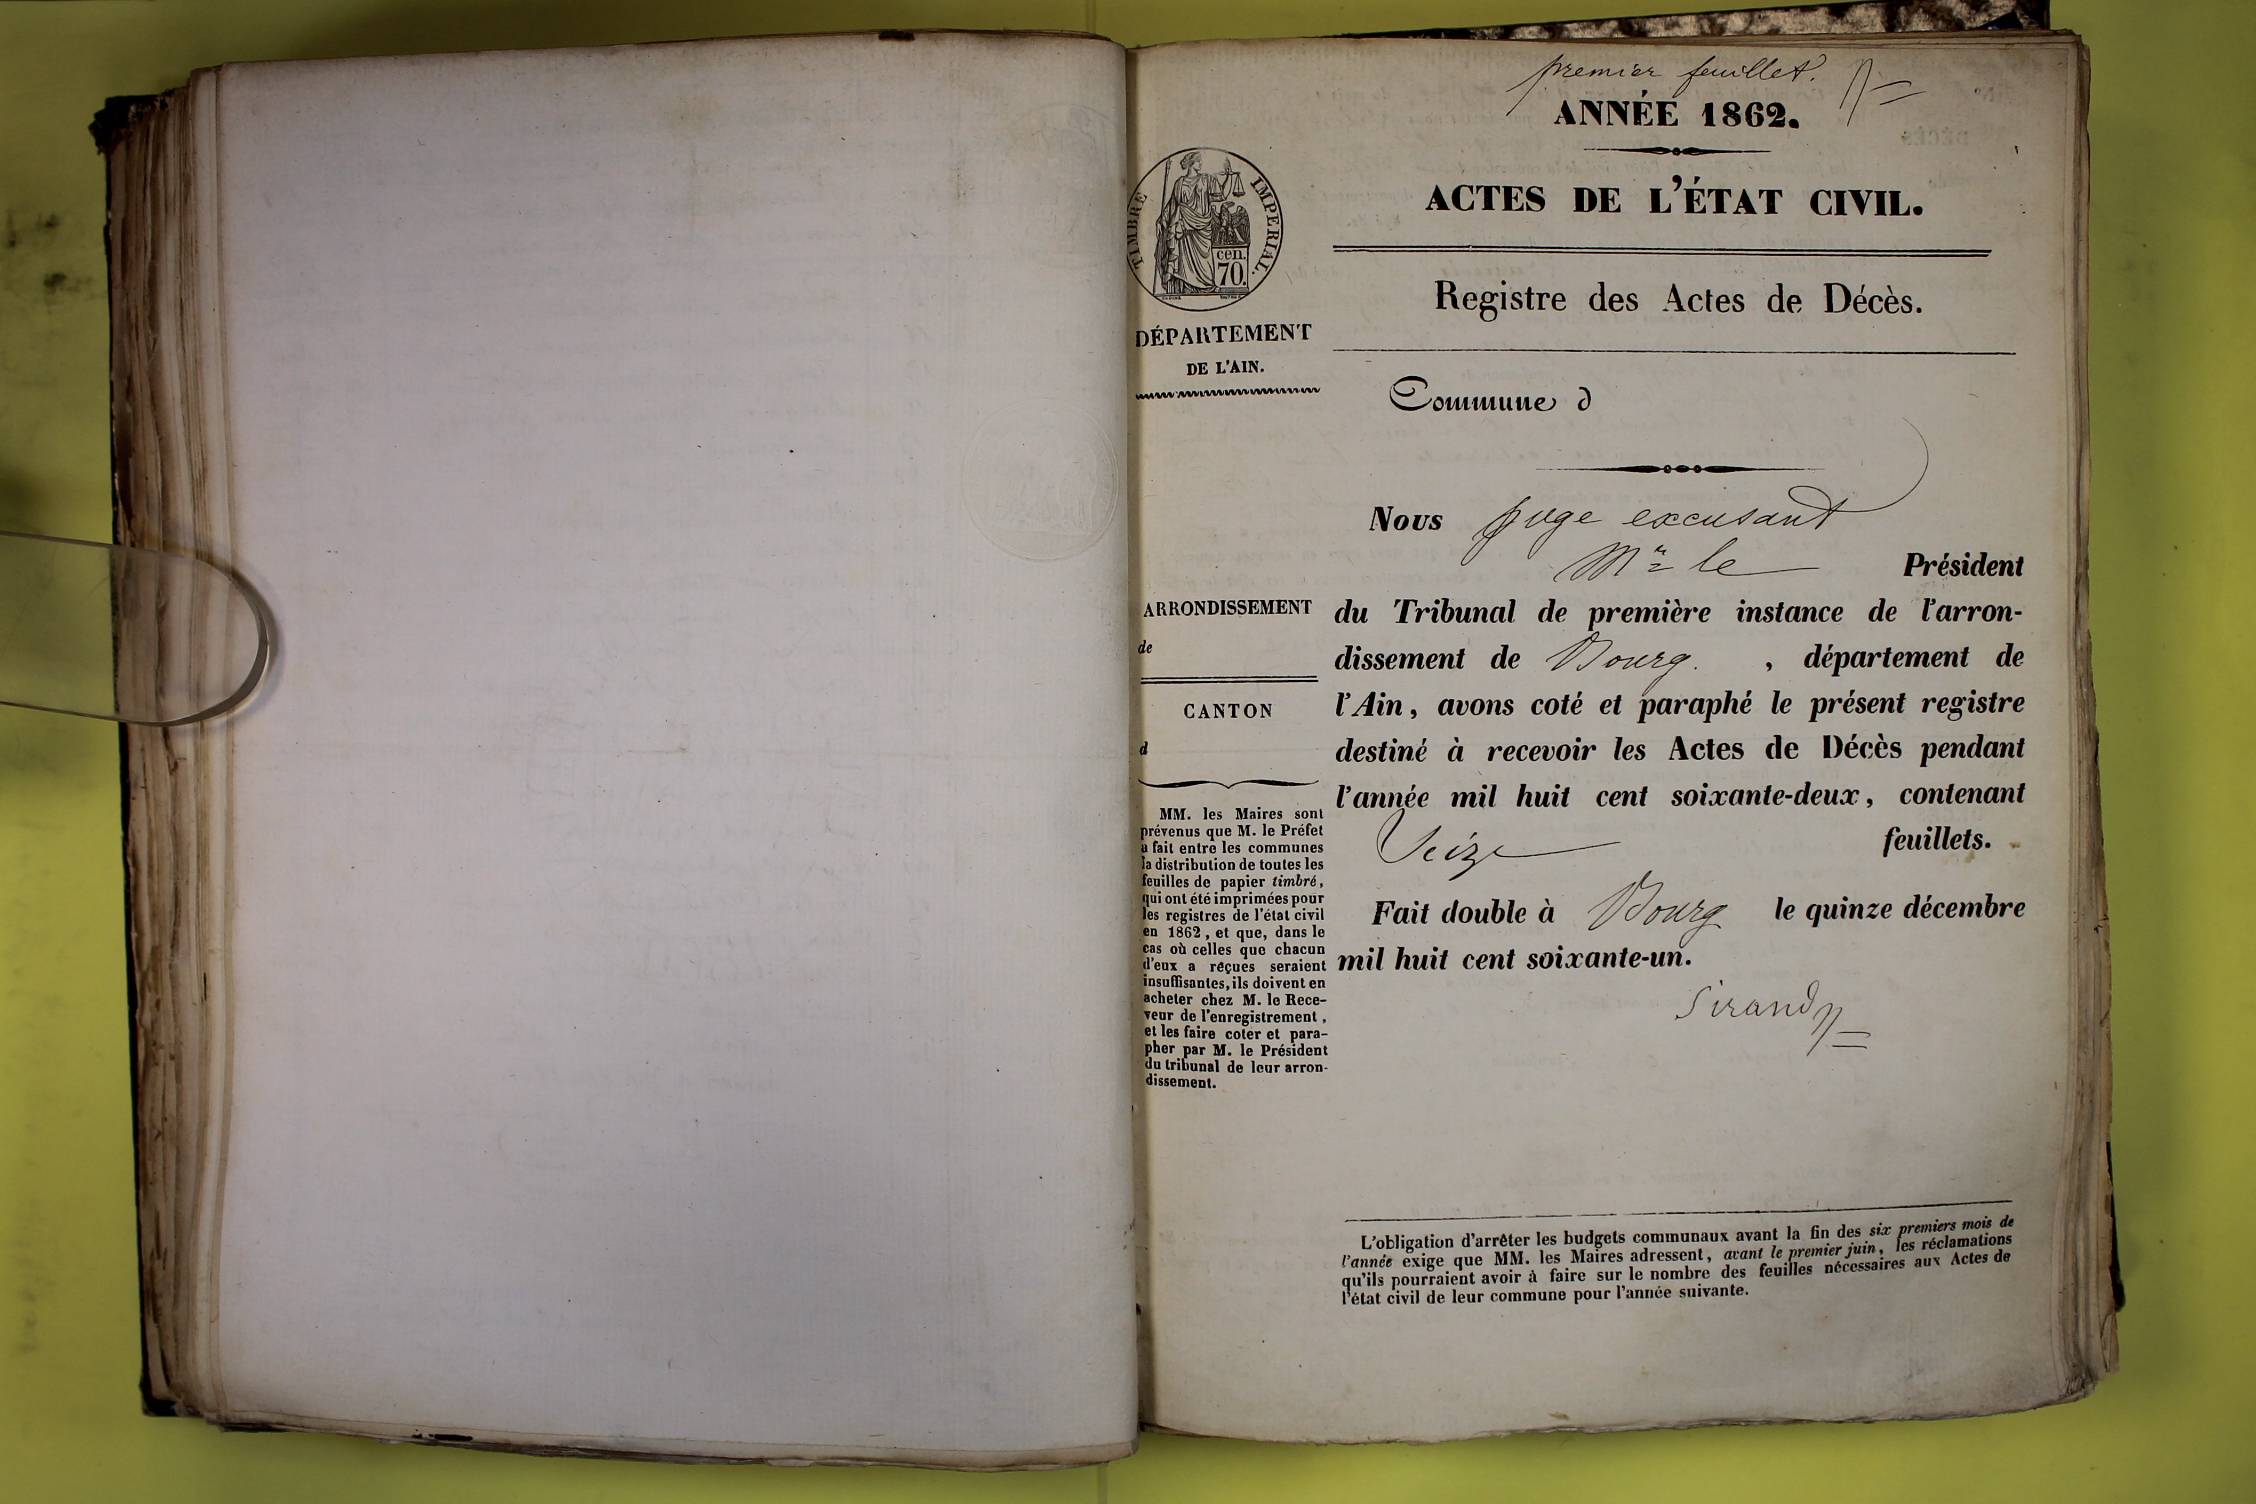 premier feuillet.
ANNÉE 1862.
ACTES DE L'ÉTAT CIVIL.
Registre des Actes de Décès.
TIMBRE IMPERIAL.
cen.
70.
DÉPARTEMENT
DE L'AIN.
Commune d
Nous juge excusant
Mr le Président
du Tribunal de première instance de l'arron-
dissement de Bourg. , département de
l'Ain, avons coté et paraphé le présent registre
destiné à recevoir les Actes de Décès pendant
l'année mil huit cent soixante-deux, contenant
Seize feuillets.
Fait double à Bourg le quinze décembre
mil huit cent soixante-un.
Sirand
ARRONDISSEMENT
de
CANTON
d
MM. les Maires sont
prévenus que M. le Préfet
a fait entre les communes
la distribution de toutes les
feuilles de papier timbré,
qui ont été imprimées pour
les registres de l'état civil
en 1862, et que, dans le
cas où celles que chacun
d'eux a reçues seraient
insuffisantes, ils doivent en
acheter chez M. le Rece-
veur de l'enregistrement,
et les faire coter et para-
pher par M. le Président
du tribunal de leur arron-
dissement.
L'obligation d'arrêter les budgets communaux avant la fin des six premiers mois de
l'année exige que MM. les Maires adressent, avant le premier juin, les réclamations
qu'ils pourraient avoir à faire sur le nombre des feuilles nécessaires aux Actes de
l'état civil de leur commune pour l'année suivante.